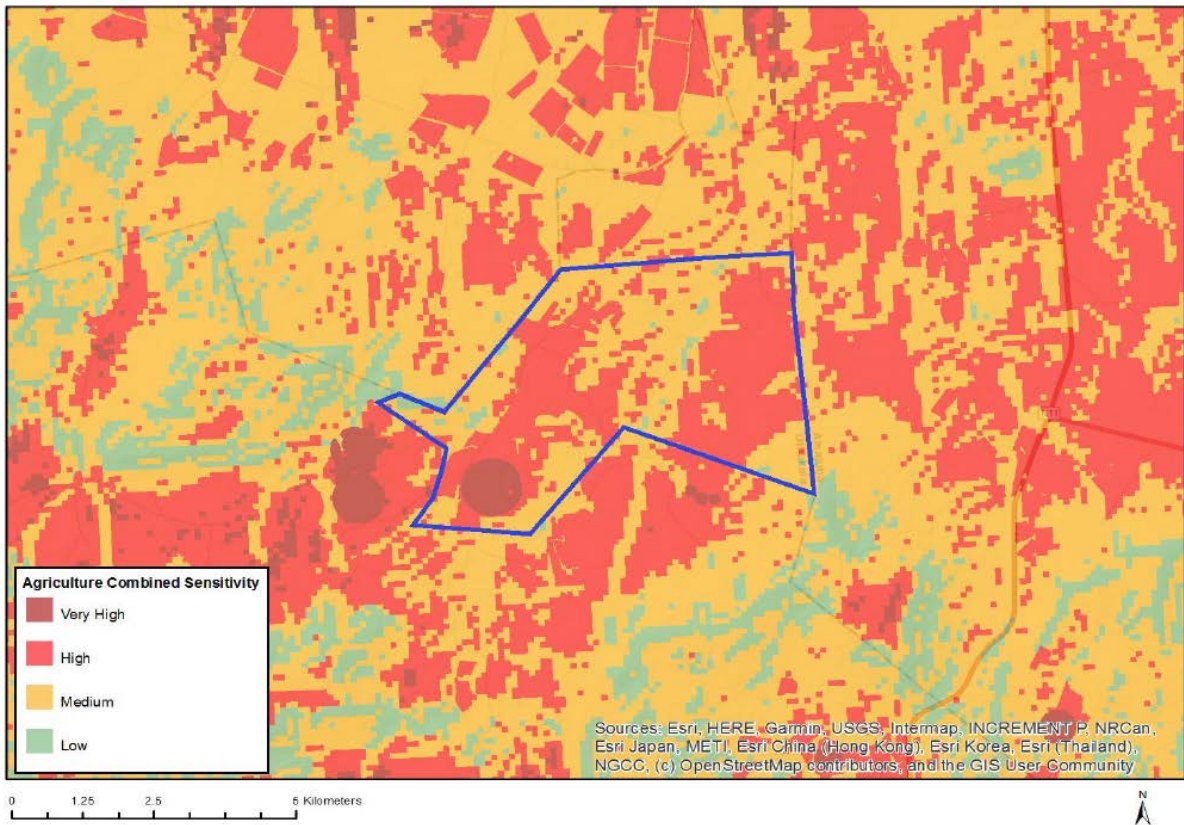 Agriculture Combined Sensitivity
Very High
High
Medium
Low
Sources: Esri, HERE, Garmin, USGS, Intermap, INCREMENT P, NRCan,
Esri Japan, METI, Esri China (Hong Kong), Esri Korea, Esri (Thailand),
NGCC, (c) OpenStreetMap contributors, and the GIS User Community
0 1.25 2.5 5 Kilometers
N